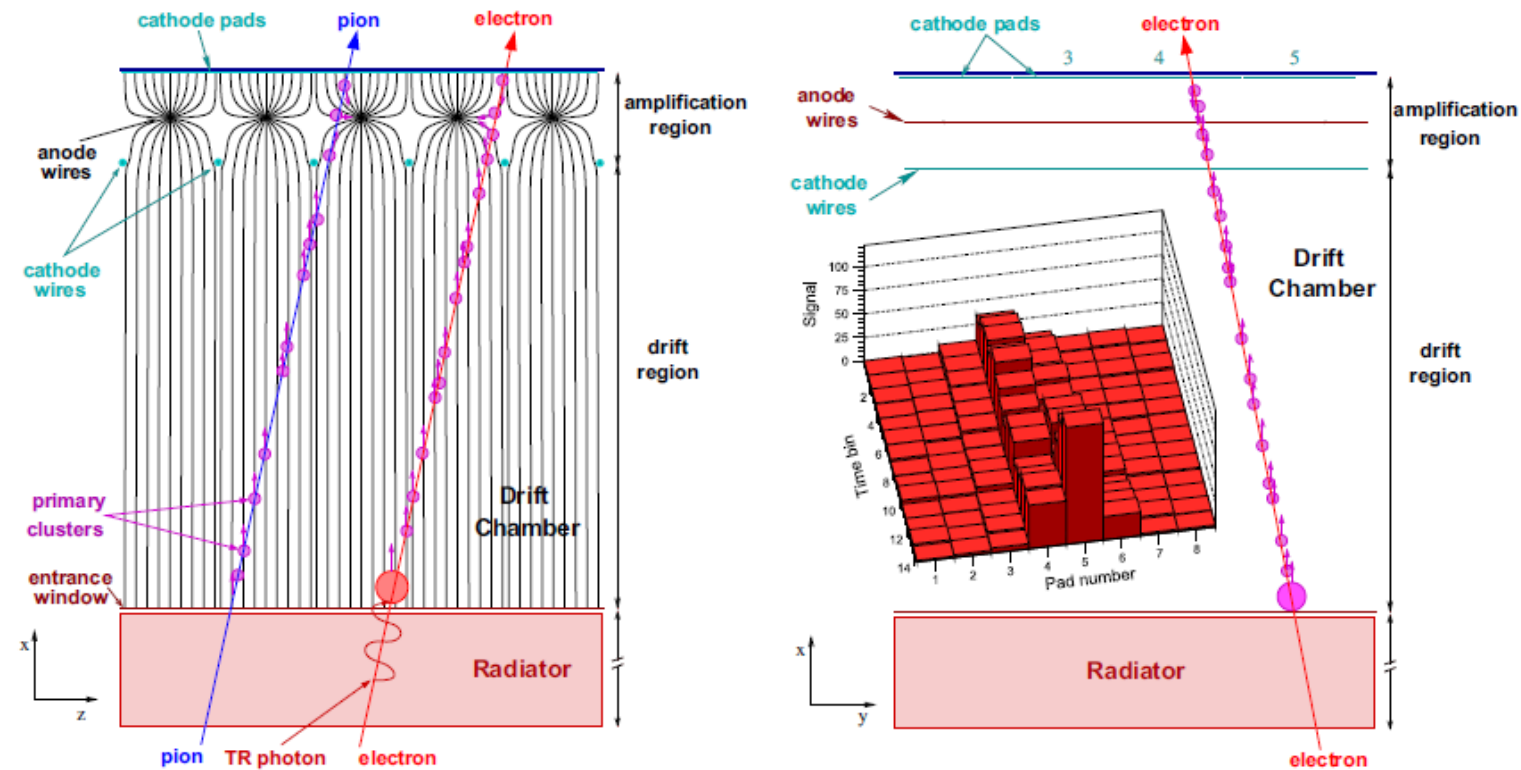 cathode pads
pion
electron
amplification
region
anode
wires
cathode
wires
drift
region
primary
clusters
Drift
Chamber
entrance
window
x
z
Radiator
pion
TR photon
electron
electron
cathode pads
3
4
5
anode
wires
amplification
region
cathode
wires
Drift
Chamber
drift
region
Signal
100
75
50
25
0
Time bin
2
4
6
8
10
12
14
1
2
3
4
5
6
7
8
Pad number
x
y
Radiator
electron